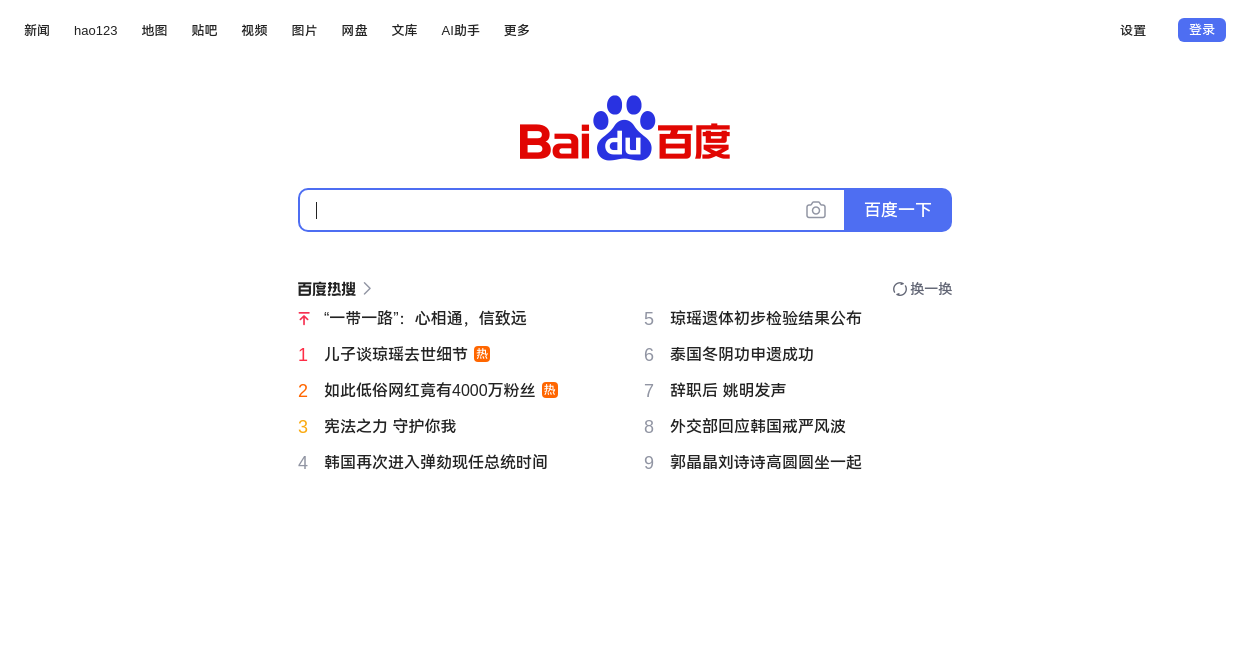 新闻 hao123 地图 贴吧 视频 图片 网盘 文库 AI助手 更多 设置 登录
Bai du 百度
百度一下
百度热搜 换一换
“一带一路”：心相通，信致远
1 儿子谈琼瑶去世细节 热
2 如此低俗网红竟有4000万粉丝 热
3 宪法之力 守护你我
4 韩国再次进入弹劾现任总统时间
5 琼瑶遗体初步检验结果公布
6 泰国冬阴功申遗成功
7 辞职后 姚明发声
8 外交部回应韩国戒严风波
9 郭晶晶刘诗诗高圆圆坐一起